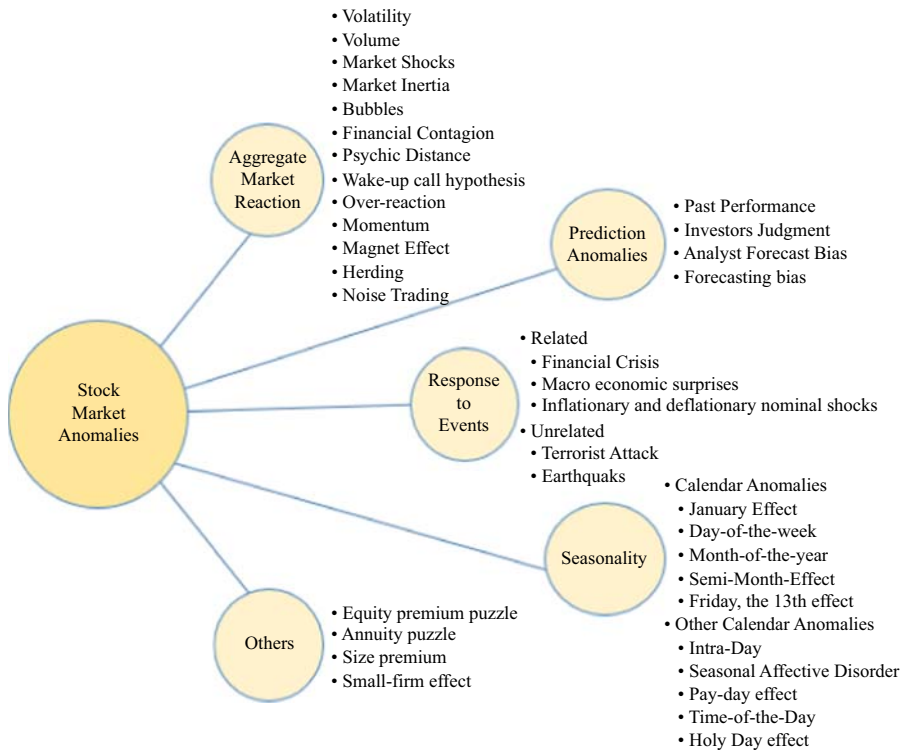 Stock
Market
Anomalies
Aggregate
Market
Reaction
• Volatility
• Volume
• Market Shocks
• Market Inertia
• Bubbles
• Financial Contagion
• Psychic Distance
• Wake-up call hypothesis
• Over-reaction
• Momentum
• Magnet Effect
• Herding
• Noise Trading
Prediction
Anomalies
• Past Performance
• Investors Judgment
• Analyst Forecast Bias
• Forecasting bias
Response
to
Events
• Related
• Financial Crisis
• Macro economic surprises
• Inflationary and deflationary nominal shocks
• Unrelated
• Terrorist Attack
• Earthquaks
Seasonality
• Calendar Anomalies
• January Effect
• Day-of-the-week
• Month-of-the-year
• Semi-Month-Effect
• Friday, the 13th effect
• Other Calendar Anomalies
• Intra-Day
• Seasonal Affective Disorder
• Pay-day effect
• Time-of-the-Day
• Holy Day effect
Others
• Equity premium puzzle
• Annuity puzzle
• Size premium
• Small-firm effect